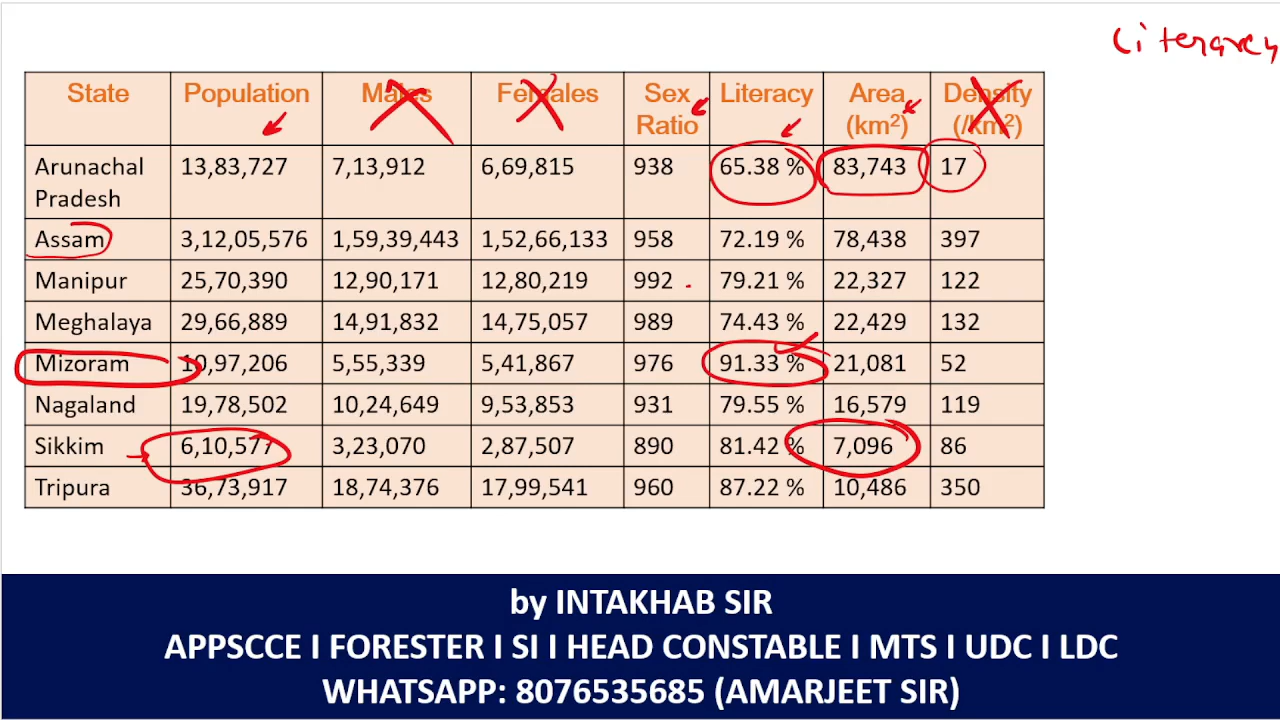 Literarcy
State Population Males Females Sex Ratio Literacy Area (km²) Density (/km²)
Arunachal Pradesh 13,83,727 7,13,912 6,69,815 938 65.38 % 83,743 17
Assam 3,12,05,576 1,59,39,443 1,52,66,133 958 72.19 % 78,438 397
Manipur 25,70,390 12,90,171 12,80,219 992 79.21 % 22,327 122
Meghalaya 29,66,889 14,91,832 14,75,057 989 74.43 % 22,429 132
Mizoram 10,97,206 5,55,339 5,41,867 976 91.33 % 21,081 52
Nagaland 19,78,502 10,24,649 9,53,853 931 79.55 % 16,579 119
Sikkim 6,10,577 3,23,070 2,87,507 890 81.42 % 7,096 86
Tripura 36,73,917 18,74,376 17,99,541 960 87.22 % 10,486 350
by INTAKHAB SIR
APPSCCE I FORESTER I SI I HEAD CONSTABLE I MTS I UDC I LDC
WHATSAPP: 8076535685 (AMARJEET SIR)